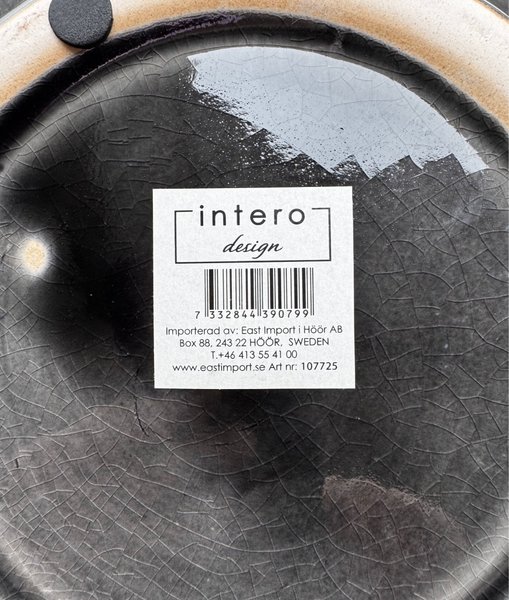 intero
design
7 332844 390799
Importerad av: East Import i Höör AB
Box 88, 243 22 HÖÖR, SWEDEN
T.+46 413 55 41 00
www.eastimport.se Art nr: 107725